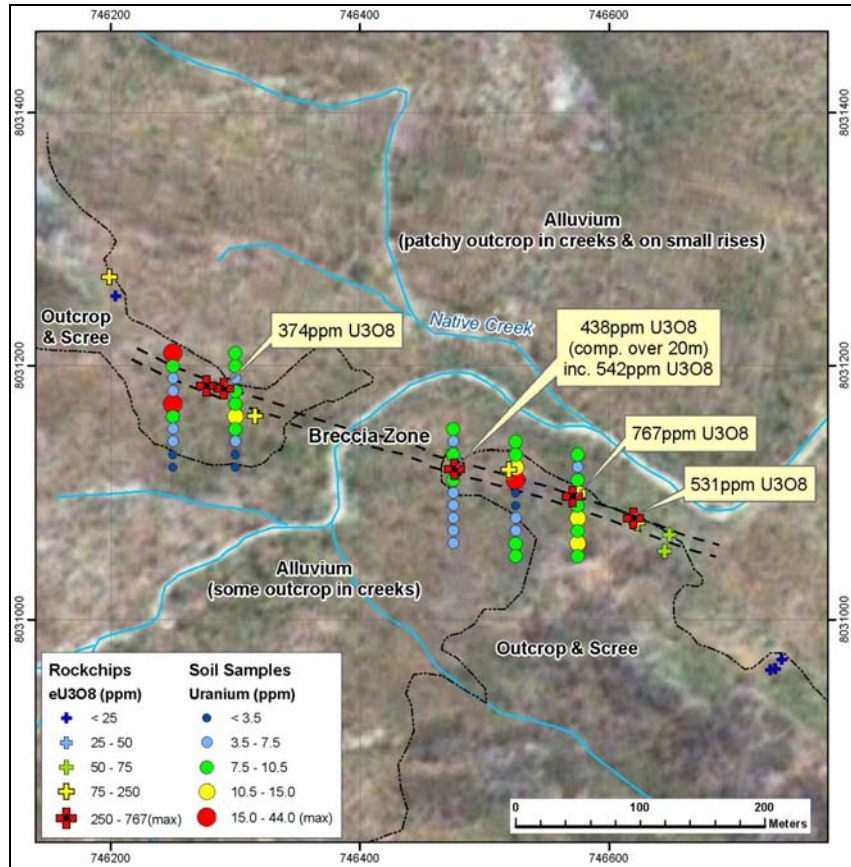 746200
746400
746600
8031400
8031400
Alluvium
(patchy outcrop in creeks & on small rises)
Outcrop
& Scree
374ppm U3O8
Native Creek
438ppm U3O8
(comp. over 20m)
inc. 542ppm U3O8
8031200
8031200
Breccia Zone
767ppm U3O8
531ppm U3O8
Alluvium
(some outcrop in creeks)
Outcrop & Scree
8031000
8031000
Rockchips
eU3O8 (ppm)
< 25
25 - 50
50 - 75
75 - 250
250 - 767(max)
Soil Samples
Uranium (ppm)
< 3.5
3.5 - 7.5
7.5 - 10.5
10.5 - 15.0
15.0 - 44.0 (max)
0 100 200
Meters
746200
746400
746600